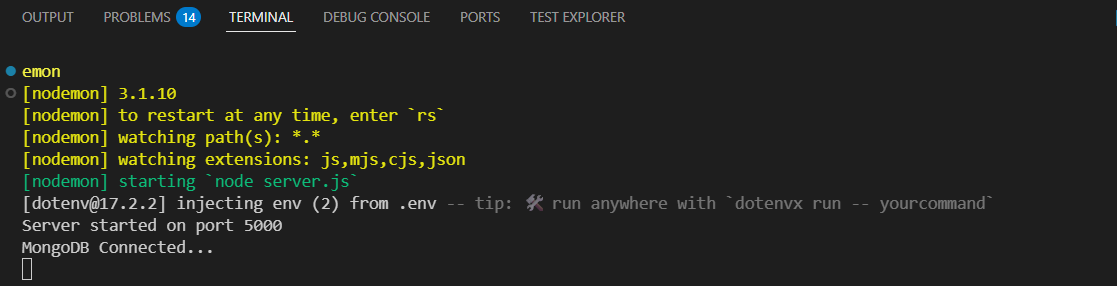 OUTPUT PROBLEMS 14 TERMINAL DEBUG CONSOLE PORTS TEST EXPLORER
emon
[nodemon] 3.1.10
[nodemon] to restart at any time, enter `rs`
[nodemon] watching path(s): *.*
[nodemon] watching extensions: js,mjs,cjs,json
[nodemon] starting `node server.js`
[dotenv@17.2.2] injecting env (2) from .env -- tip: 🛠️ run anywhere with `dotenvx run -- yourcommand`
Server started on port 5000
MongoDB Connected...